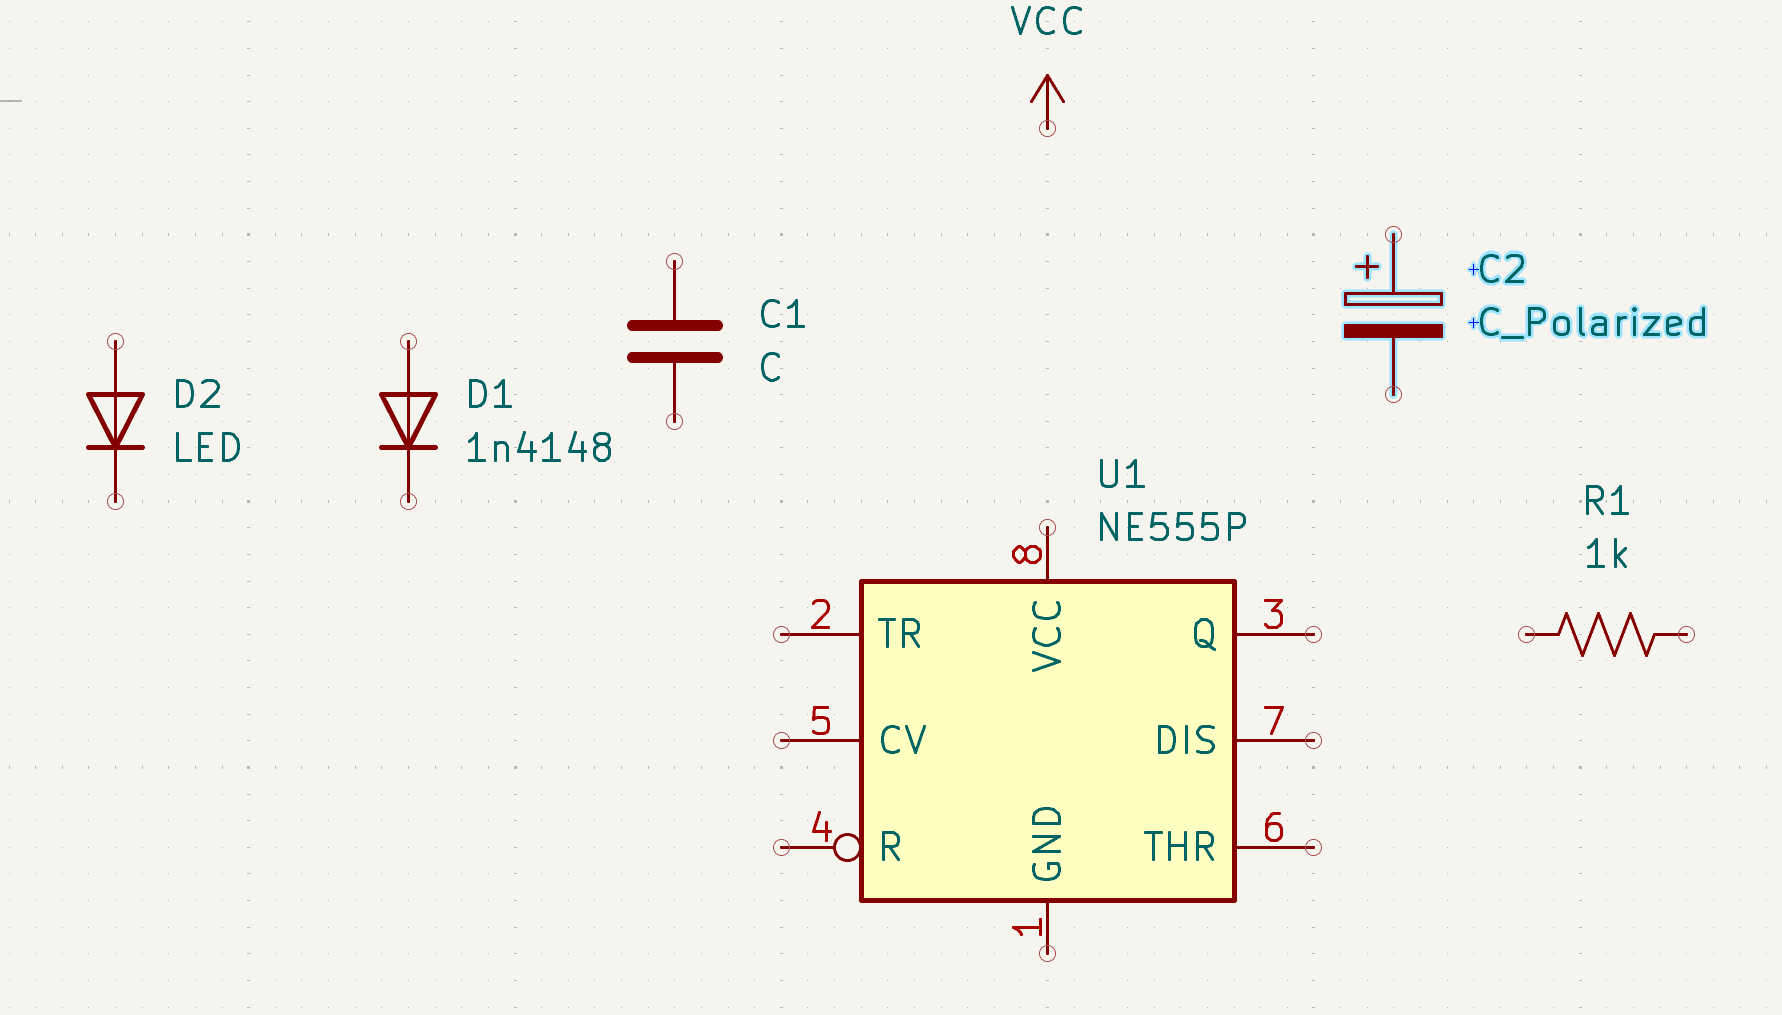 VCC
C2
C_Polarized
C1
C
D2
LED
D1
1n4148
U1
NE555P
R1
1k
8
2
TR
VCC
Q
3
5
CV
DIS
7
4
R
GND
THR
6
1